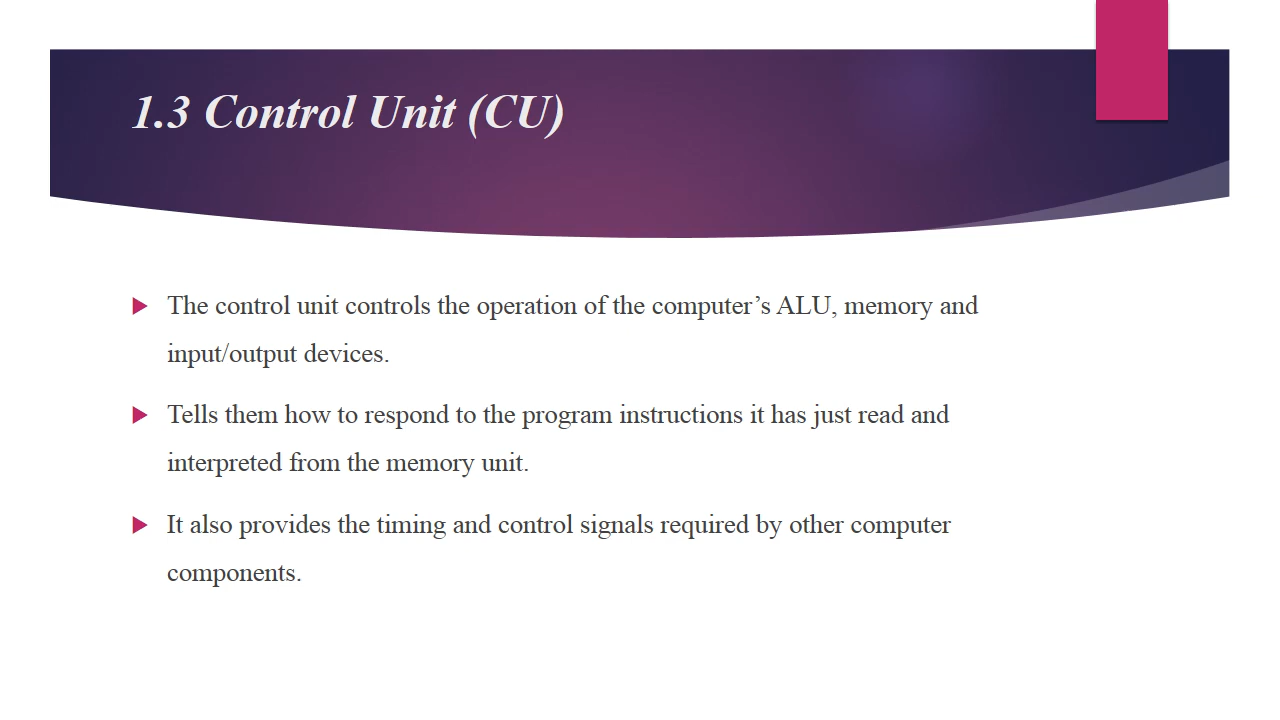 1.3 Control Unit (CU)
The control unit controls the operation of the computer’s ALU, memory and
input/output devices.
Tells them how to respond to the program instructions it has just read and
interpreted from the memory unit.
It also provides the timing and control signals required by other computer
components.